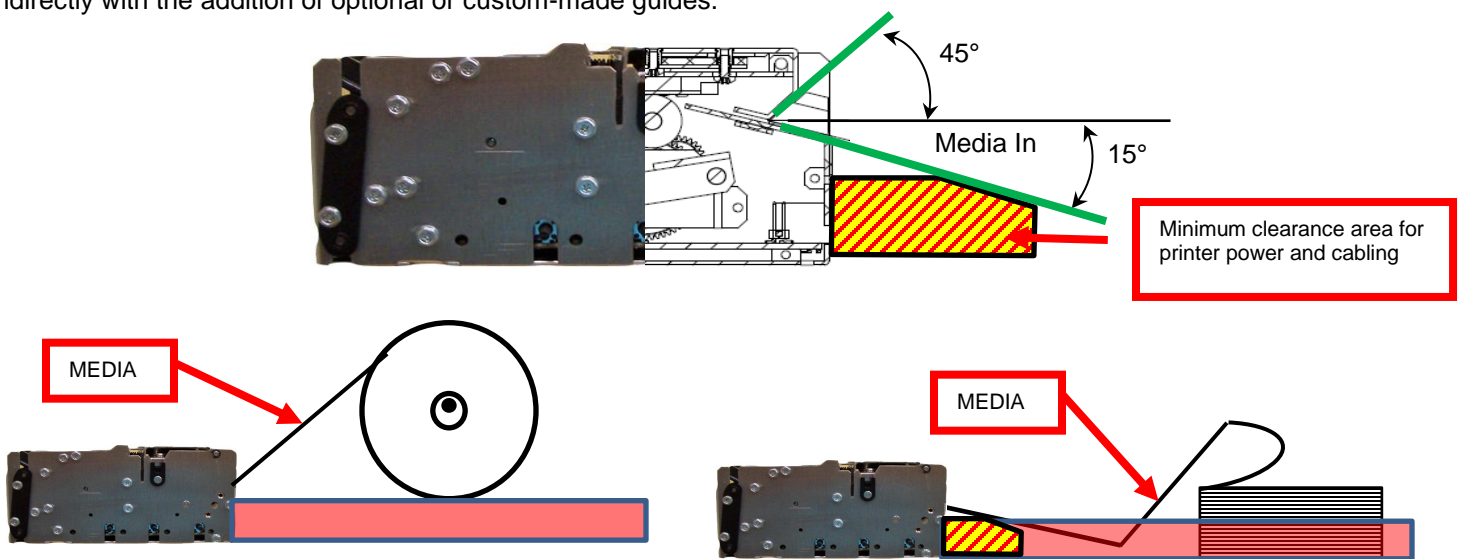 directly with the addition of optional or custom-made guides.
45°
Media In
15°
Minimum clearance area for
printer power and cabling
MEDIA
MEDIA